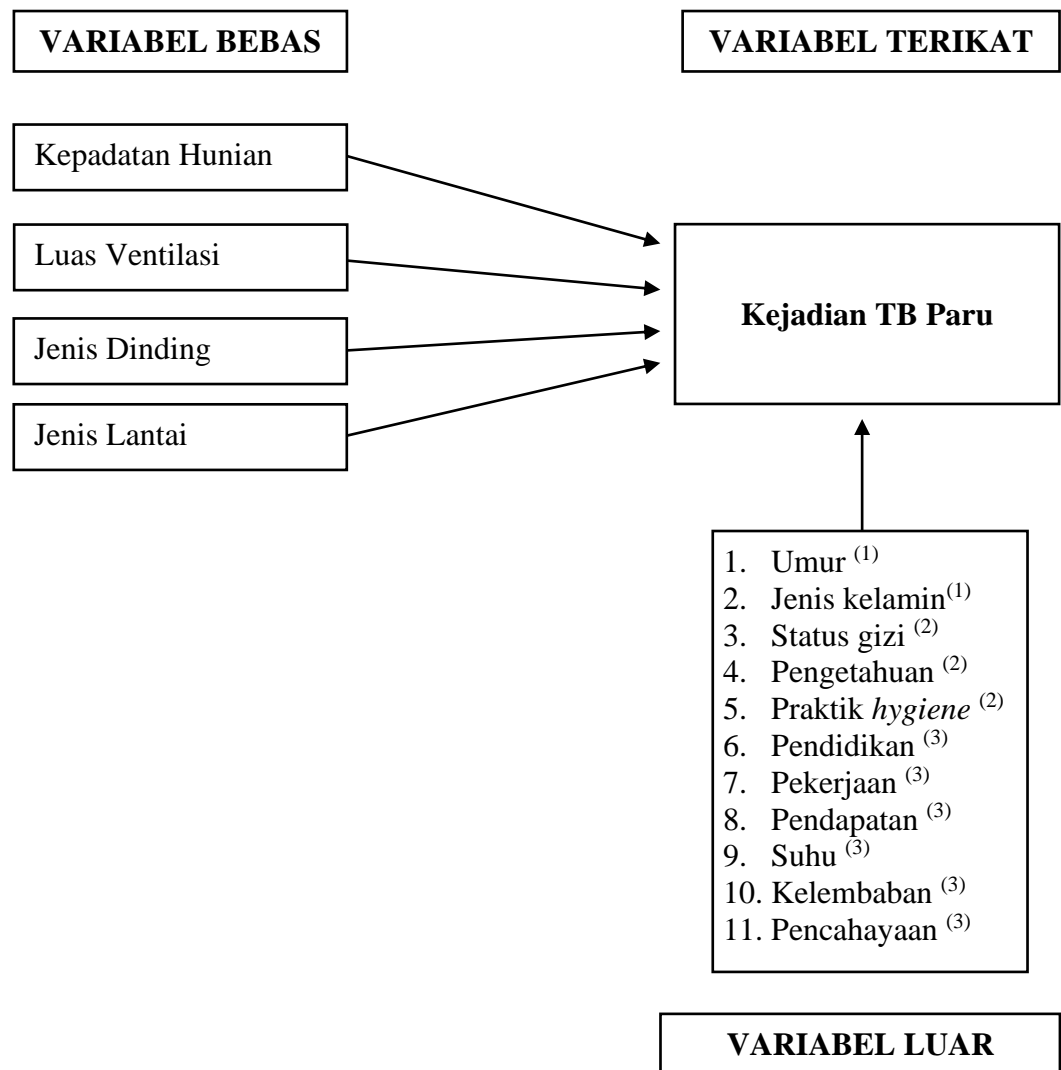 VARIABEL BEBAS
VARIABEL TERIKAT
Kepadatan Hunian
Luas Ventilasi
Jenis Dinding
Jenis Lantai
Kejadian TB Paru
1. Umur (1)
2. Jenis kelamin(1)
3. Status gizi (2)
4. Pengetahuan (2)
5. Praktik hygiene (2)
6. Pendidikan (3)
7. Pekerjaan (3)
8. Pendapatan (3)
9. Suhu (3)
10. Kelembaban (3)
11. Pencahayaan (3)
VARIABEL LUAR